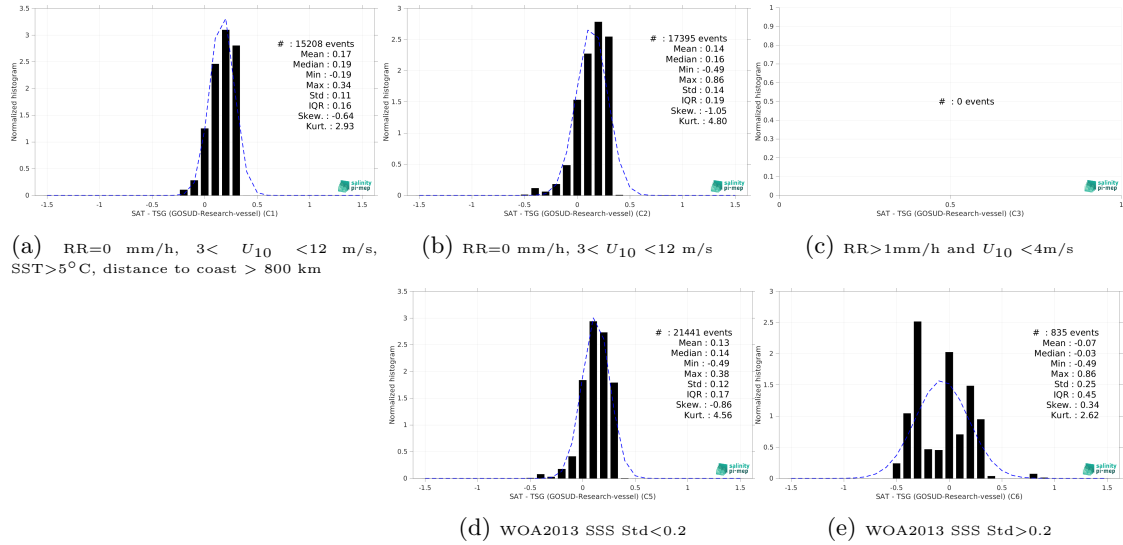 3.5
3
2.5
2
1.5
1
0.5
0
-1.5 -1 -0.5 0 0.5 1 1.5
Normalized histogram
# : 15208 events
Mean : 0.17
Median : 0.19
Min : -0.19
Max : 0.34
Std : 0.11
IQR : 0.16
Skew. : -0.64
Kurt. : 2.93
salinity
pi-mep
SAT - TSG (GOSUD-Research-vessel) (C1)
(a) RR=0 mm/h, 3< U10 <12 m/s,
SST>5°C, distance to coast > 800 km
3
2.5
2
1.5
1
0.5
0
-1.5 -1 -0.5 0 0.5 1 1.5
Normalized histogram
# : 17395 events
Mean : 0.14
Median : 0.16
Min : -0.49
Max : 0.86
Std : 0.14
IQR : 0.19
Skew. : -1.05
Kurt. : 4.80
salinity
pi-mep
SAT - TSG (GOSUD-Research-vessel) (C2)
(b) RR=0 mm/h, 3< U10 <12 m/s
1
0.9
0.8
0.7
0.6
0.5
0.4
0.3
0.2
0.1
0
0 0.5 1
Normalized histogram
# : 0 events
salinity
pi-mep
SAT - TSG (GOSUD-Research-vessel) (C3)
(c) RR>1mm/h and U10 <4m/s
3.5
3
2.5
2
1.5
1
0.5
0
-1.5 -1 -0.5 0 0.5 1 1.5
Normalized histogram
# : 21441 events
Mean : 0.13
Median : 0.14
Min : -0.49
Max : 0.38
Std : 0.12
IQR : 0.17
Skew. : -0.86
Kurt. : 4.56
salinity
pi-mep
SAT - TSG (GOSUD-Research-vessel) (C5)
(d) WOA2013 SSS Std<0.2
3
2.5
2
1.5
1
0.5
0
-1.5 -1 -0.5 0 0.5 1 1.5
Normalized histogram
# : 835 events
Mean : -0.07
Median : -0.03
Min : -0.49
Max : 0.86
Std : 0.25
IQR : 0.45
Skew. : 0.34
Kurt. : 2.62
salinity
pi-mep
SAT - TSG (GOSUD-Research-vessel) (C6)
(e) WOA2013 SSS Std>0.2